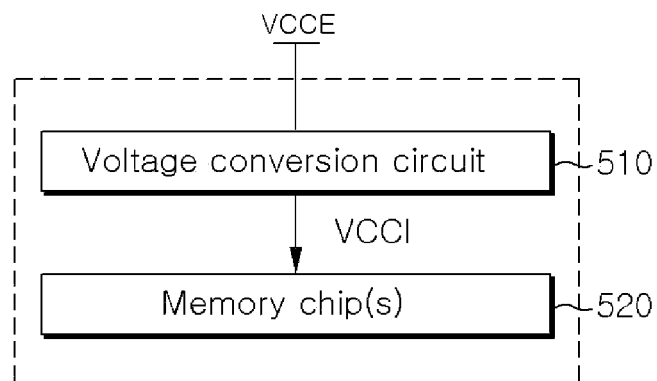 VCCE
Voltage conversion circuit
510
VCCI
Memory chip(s)
520